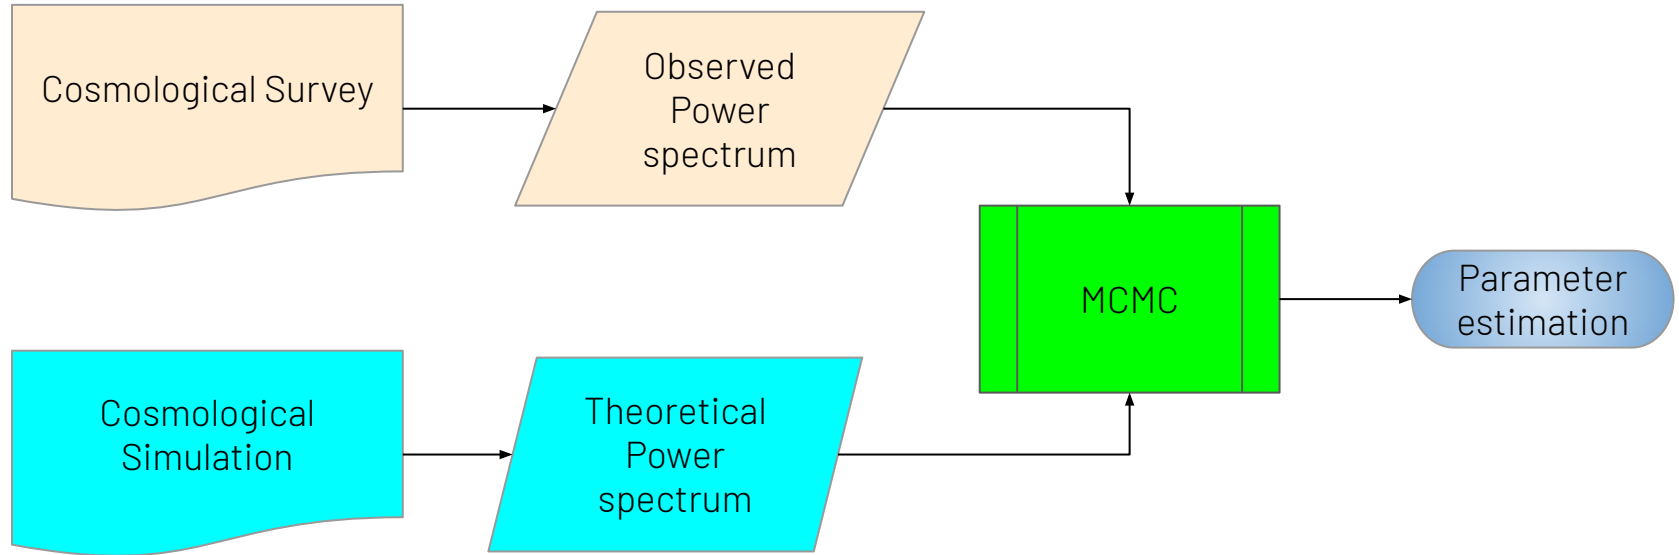 Cosmological Survey
Observed
Power
spectrum
MCMC
Parameter
estimation
Cosmological
Simulation
Theoretical
Power
spectrum